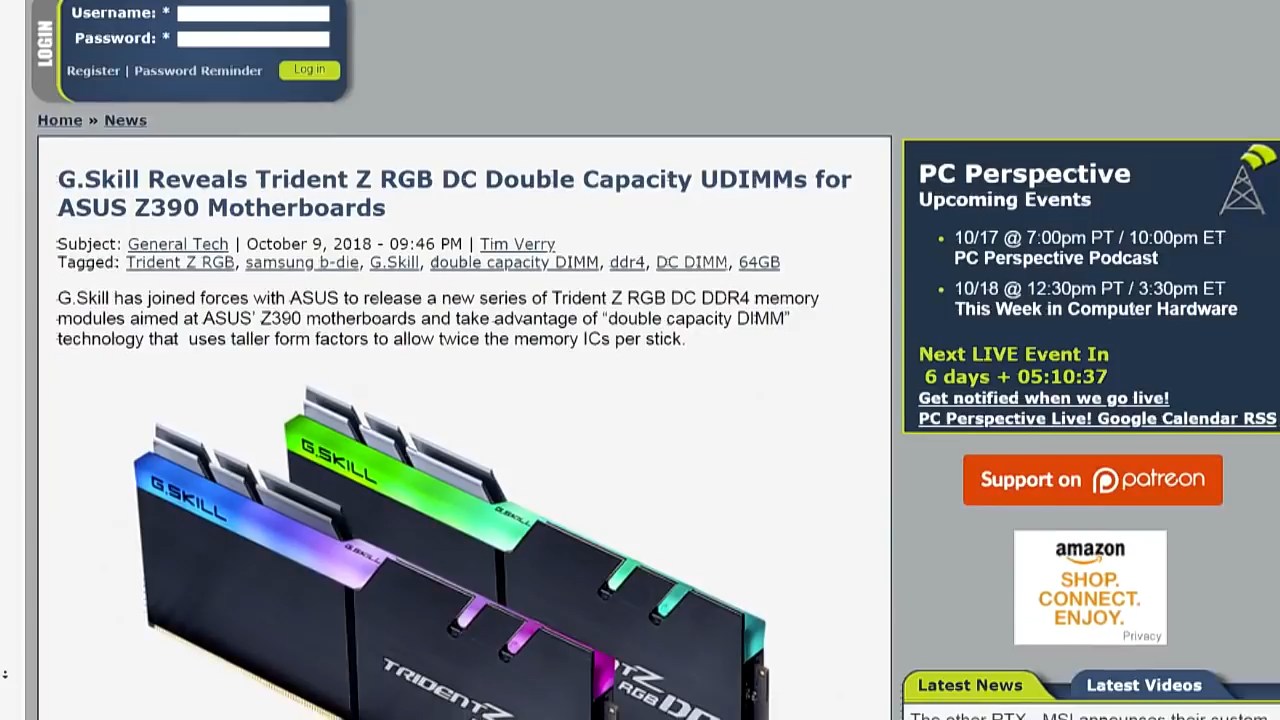 LOGIN
Username: *
Password: *
Register | Password Reminder
Log in
Home » News
G.Skill Reveals Trident Z RGB DC Double Capacity UDIMMs for
ASUS Z390 Motherboards
Subject: General Tech | October 9, 2018 - 09:46 PM | Tim Verry
Tagged: Trident Z RGB, samsung b-die, G.Skill, double capacity DIMM, ddr4, DC DIMM, 64GB
G.Skill has joined forces with ASUS to release a new series of Trident Z RGB DC DDR4 memory
modules aimed at ASUS’ Z390 motherboards and take advantage of “double capacity DIMM”
technology that  uses taller form factors to allow twice the memory ICs per stick.
G.SKILL
G.SKILL
G.SKILL
G.SKILL
TRIDENT Z
RGB DC
PC Perspective
Upcoming Events
• 10/17 @ 7:00pm PT / 10:00pm ET
PC Perspective Podcast
• 10/18 @ 12:30pm PT / 3:30pm ET
This Week in Computer Hardware
Next LIVE Event In
6 days + 05:10:37
Get notified when we go live!
PC Perspective Live! Google Calendar RSS
Support on patreon
amazon
SHOP.
CONNECT.
ENJOY.
Privacy
Latest News
Latest Videos
The other RTX - MSI announces their custom